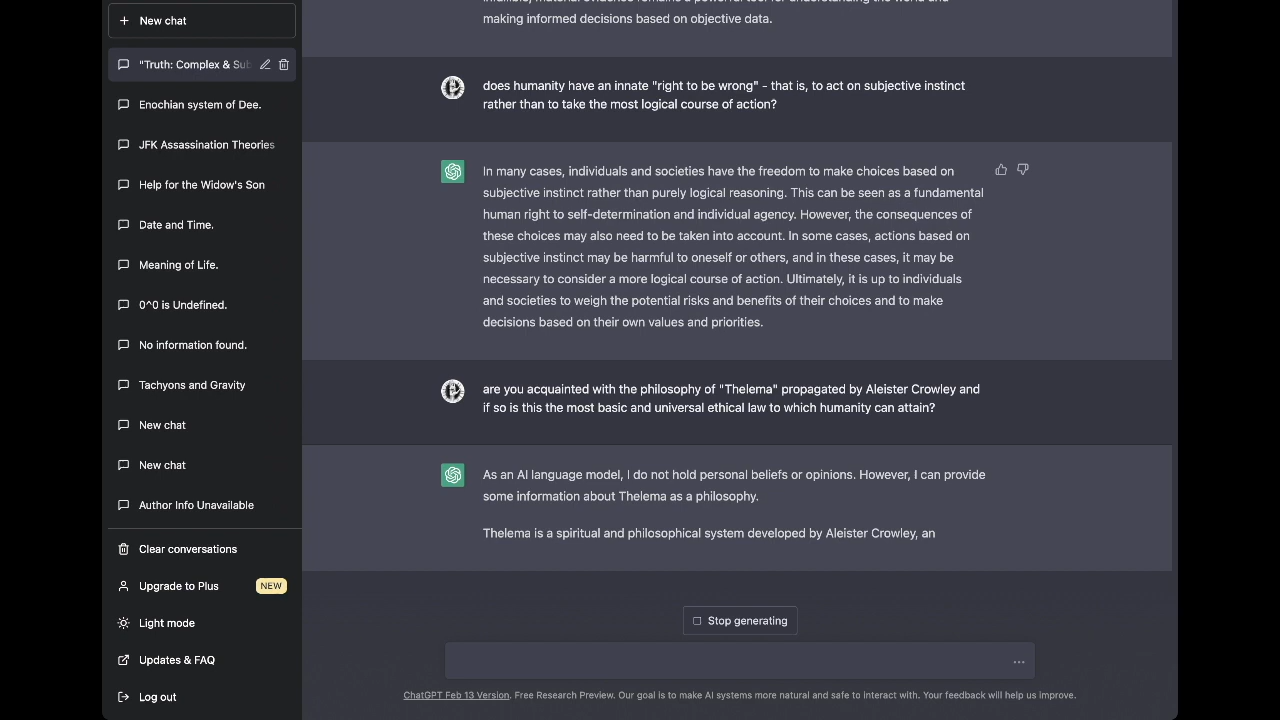 New chat
"Truth: Complex & Sub
Enochian system of Dee.
JFK Assassination Theories
Help for the Widow's Son
Date and Time.
Meaning of Life.
0^0 is Undefined.
No information found.
Tachyons and Gravity
New chat
New chat
Author Info Unavailable
Clear conversations
Upgrade to Plus NEW
Light mode
Updates & FAQ
Log out
making informed decisions based on objective data.
does humanity have an innate "right to be wrong" - that is, to act on subjective instinct
rather than to take the most logical course of action?
In many cases, individuals and societies have the freedom to make choices based on
subjective instinct rather than purely logical reasoning. This can be seen as a fundamental
human right to self-determination and individual agency. However, the consequences of
these choices may also need to be taken into account. In some cases, actions based on
subjective instinct may be harmful to oneself or others, and in these cases, it may be
necessary to consider a more logical course of action. Ultimately, it is up to individuals
and societies to weigh the potential risks and benefits of their choices and to make
decisions based on their own values and priorities.
are you acquainted with the philosophy of "Thelema" propagated by Aleister Crowley and
if so is this the most basic and universal ethical law to which humanity can attain?
As an AI language model, I do not hold personal beliefs or opinions. However, I can provide
some information about Thelema as a philosophy.
Thelema is a spiritual and philosophical system developed by Aleister Crowley, an
Stop generating
ChatGPT Feb 13 Version. Free Research Preview. Our goal is to make AI systems more natural and safe to interact with. Your feedback will help us improve.